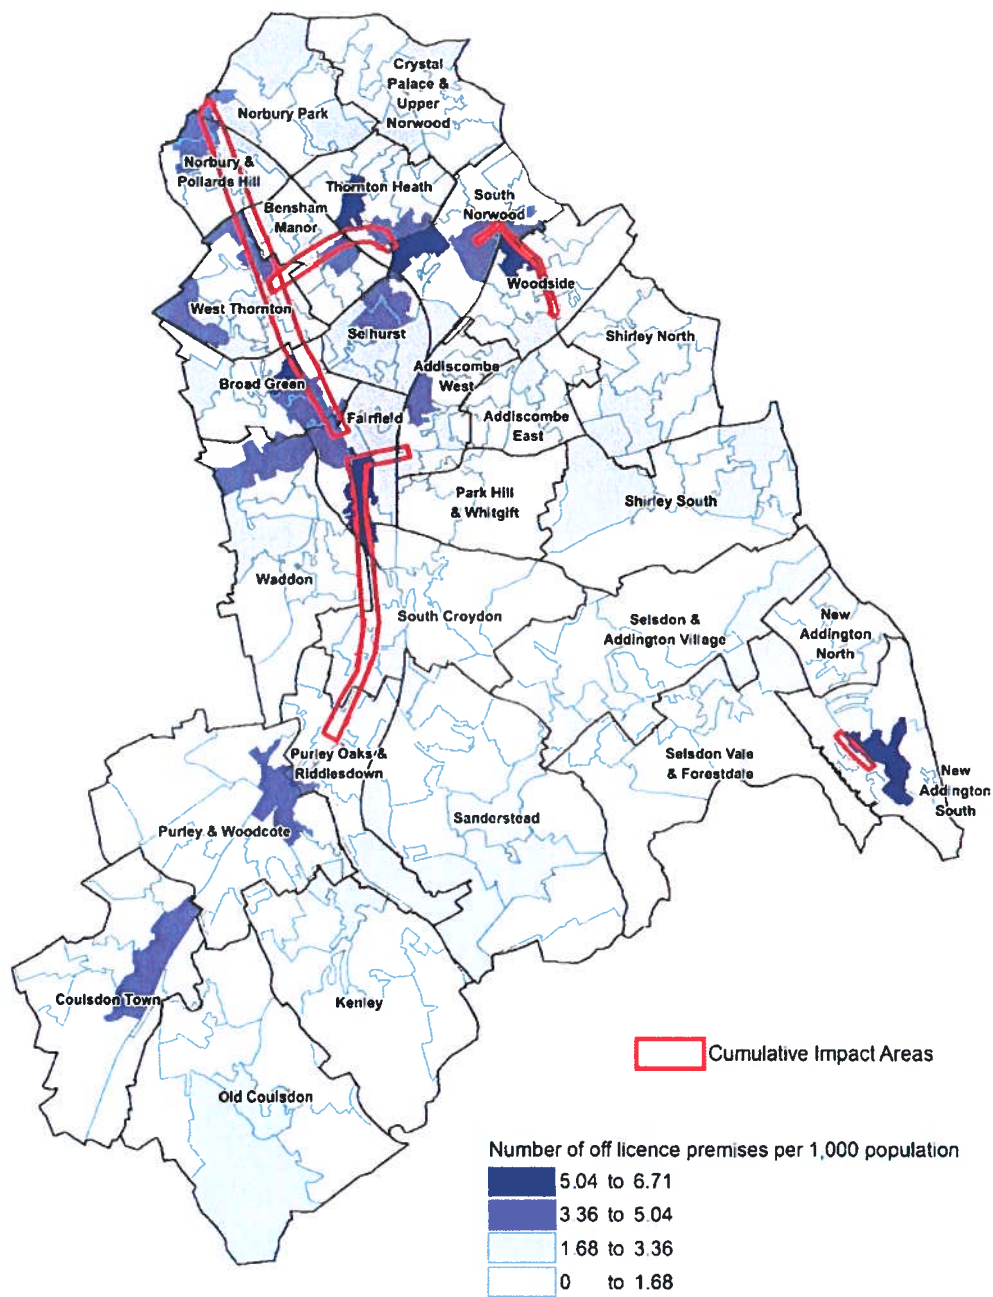 Crystal
Palace &
Upper
Norwood
Norbury Park
Norbury &
Pollards Hill
Thornton Heath
South
Norwood
Bensham
Manor
Woodside
West Thornton
Selhurst
Shirley North
Addiscombe
West
Broad Green
Fairfield
Addiscombe
East
Park Hill
& Whitgift
Shirley South
Waddon
South Croydon
Selsdon &
Addington Village
New
Addington
North
Purley Oaks &
Riddlesdown
Selsdon Vale
& Forestdale
New
Addington
South
Sanderstead
Purley & Woodcote
Coulsdon Town
Kenley
Old Coulsdon
Cumulative Impact Areas
Number of off licence premises per 1,000 population
5.04 to 6.71
3.36 to 5.04
1.68 to 3.36
0 to 1.68